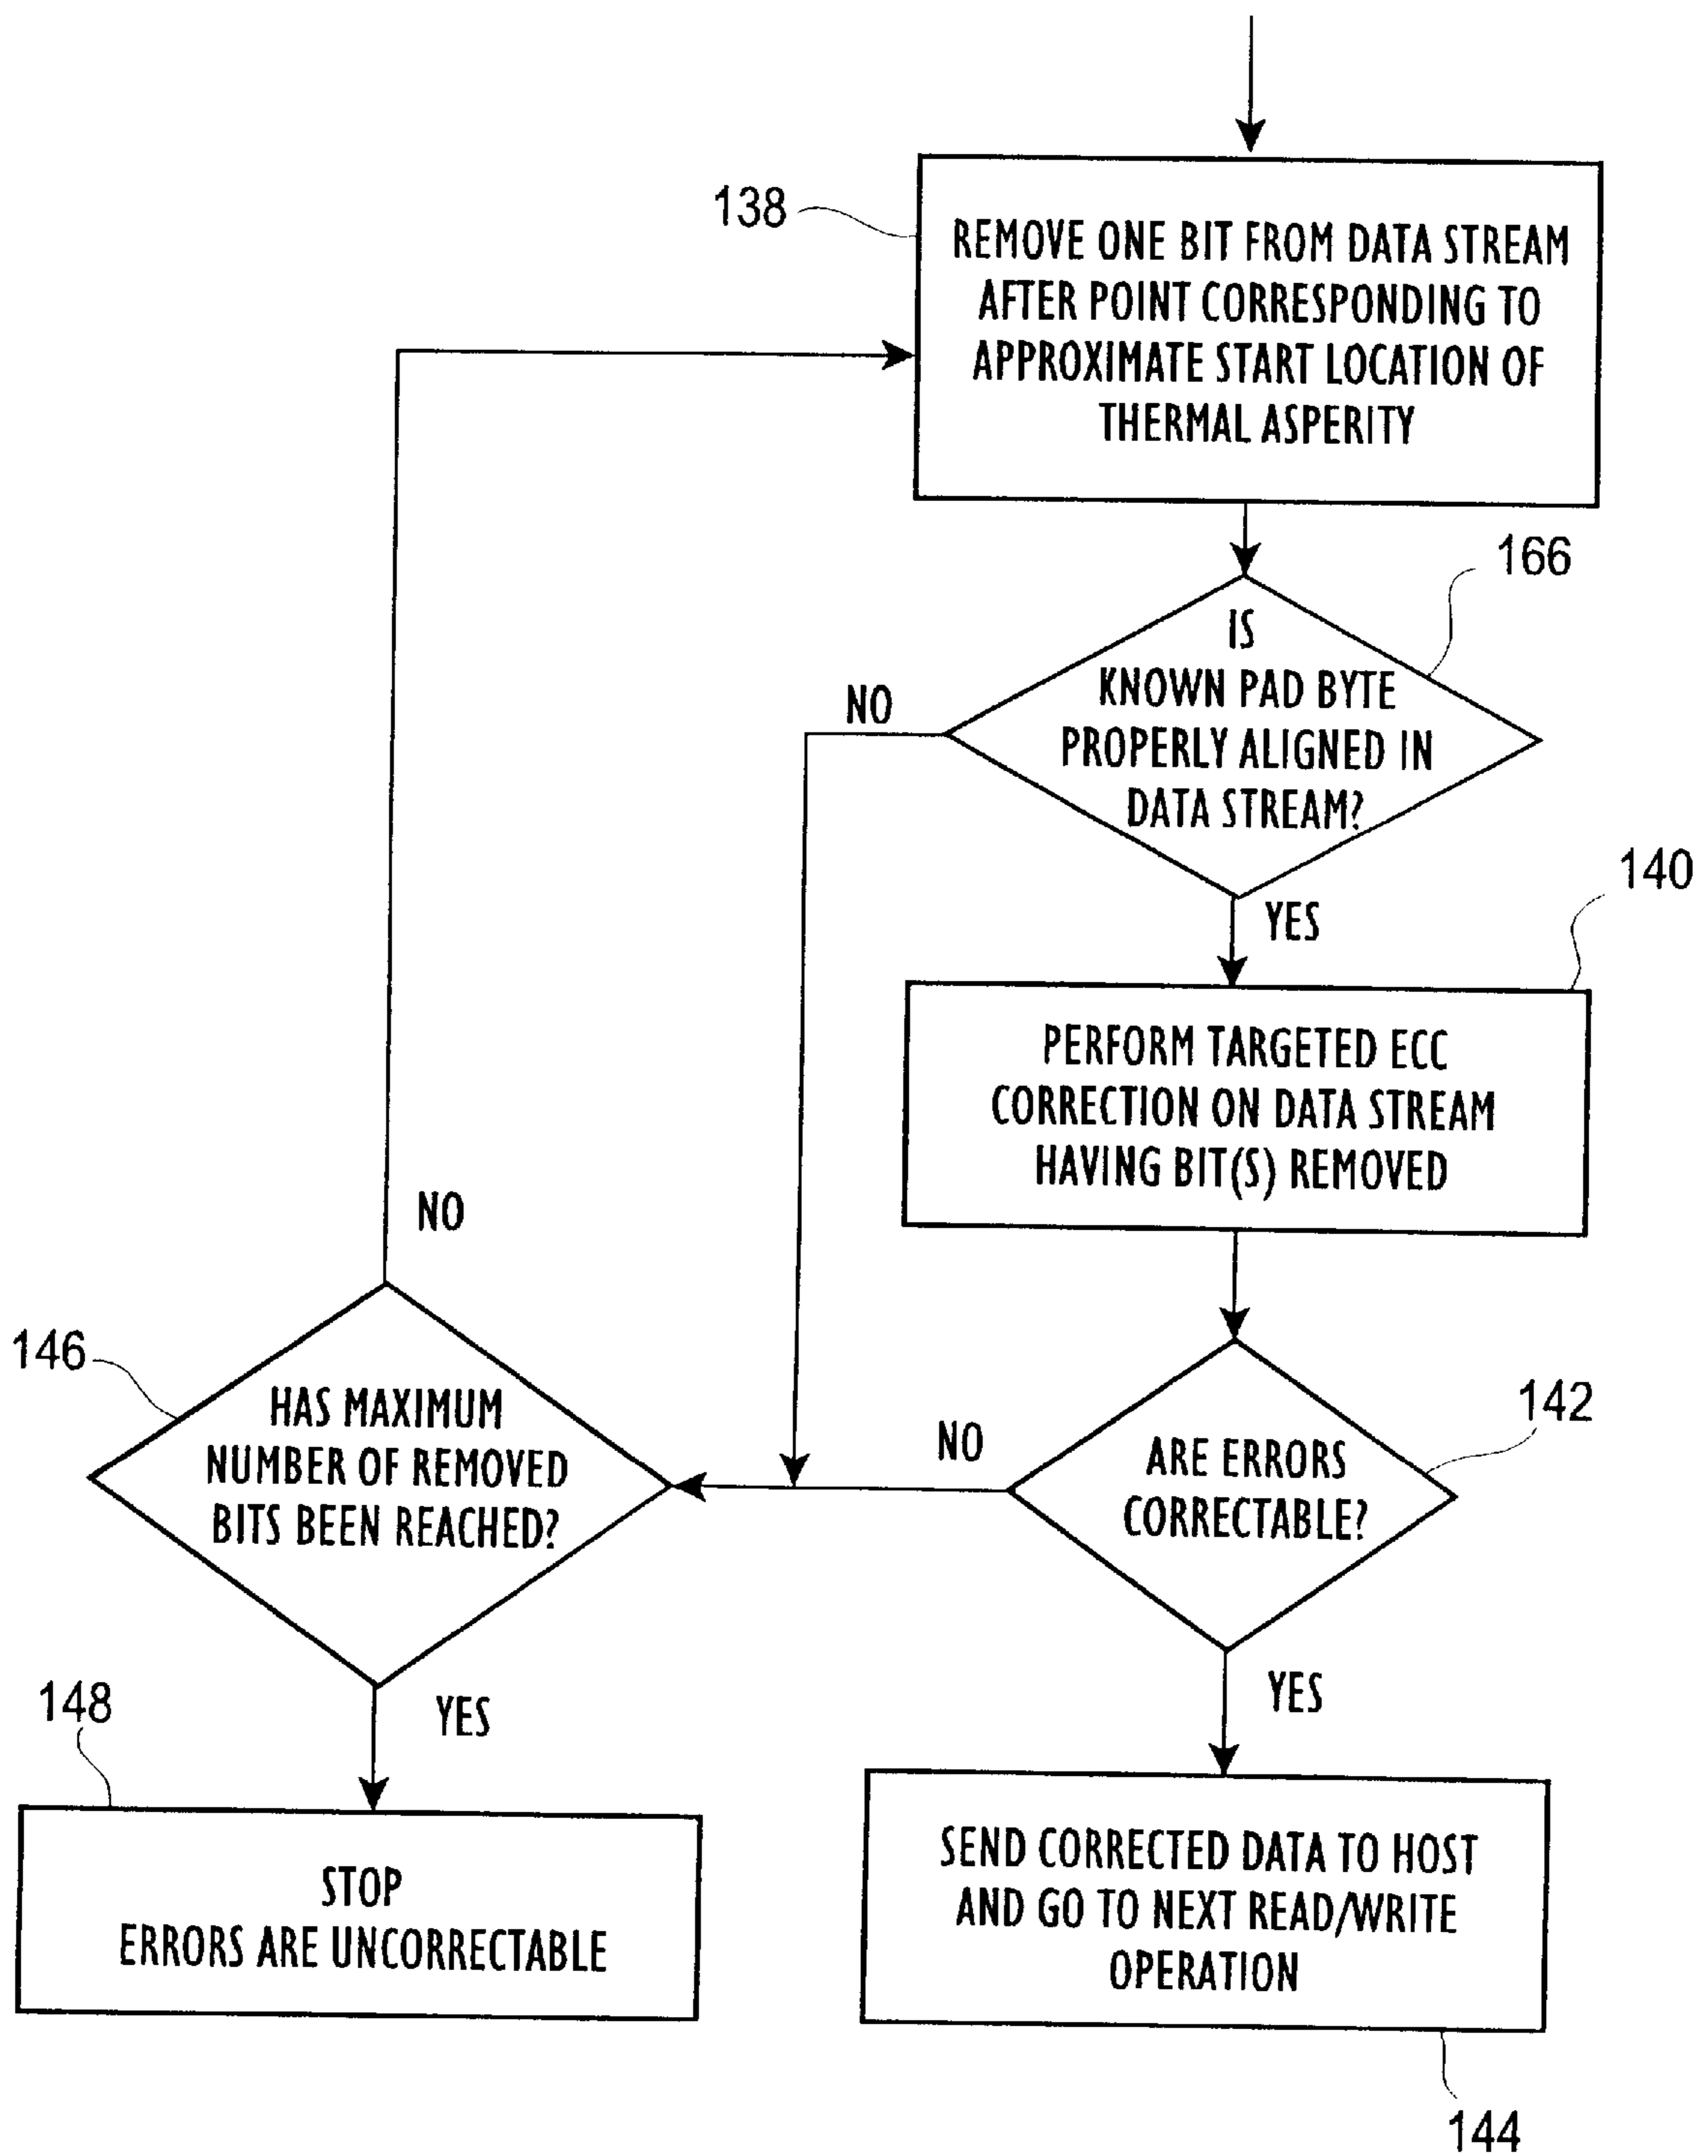 138
REMOVE ONE BIT FROM DATA STREAM
AFTER POINT CORRESPONDING TO
APPROXIMATE START LOCATION OF
THERMAL ASPERITY
166
IS
KNOWN PAD BYTE
PROPERLY ALIGNED IN
DATA STREAM?
NO
YES
140
PERFORM TARGETED ECC
CORRECTION ON DATA STREAM
HAVING BIT(S) REMOVED
NO
146
HAS MAXIMUM
NUMBER OF REMOVED
BITS BEEN REACHED?
NO
142
ARE ERRORS
CORRECTABLE?
YES
YES
148
STOP
ERRORS ARE UNCORRECTABLE
SEND CORRECTED DATA TO HOST
AND GO TO NEXT READ/WRITE
OPERATION
144